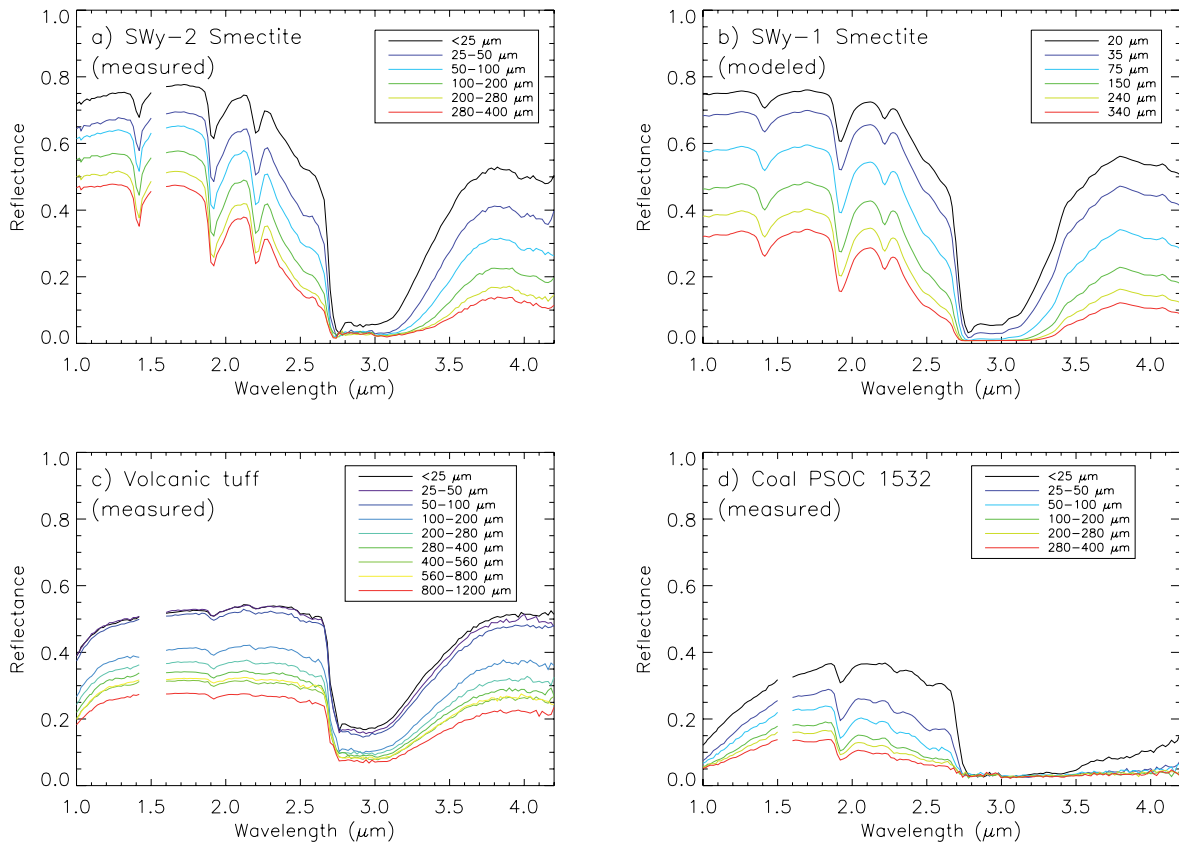 a) SWy-2 Smectite
(measured)
<25 μm
25-50 μm
50-100 μm
100-200 μm
200-280 μm
280-400 μm
1.0
0.8
0.6
0.4
0.2
0.0
Reflectance
1.0 1.5 2.0 2.5 3.0 3.5 4.0
Wavelength (μm)
b) SWy-1 Smectite
(modeled)
20 μm
35 μm
75 μm
150 μm
240 μm
340 μm
1.0
0.8
0.6
0.4
0.2
0.0
Reflectance
1.0 1.5 2.0 2.5 3.0 3.5 4.0
Wavelength (μm)
c) Volcanic tuff
(measured)
<25 μm
25-50 μm
50-100 μm
100-200 μm
200-280 μm
280-400 μm
400-560 μm
560-800 μm
800-1200 μm
1.0
0.8
0.6
0.4
0.2
0.0
Reflectance
1.0 1.5 2.0 2.5 3.0 3.5 4.0
Wavelength (μm)
d) Coal PSOC 1532
(measured)
<25 μm
25-50 μm
50-100 μm
100-200 μm
200-280 μm
280-400 μm
1.0
0.8
0.6
0.4
0.2
0.0
Reflectance
1.0 1.5 2.0 2.5 3.0 3.5 4.0
Wavelength (μm)